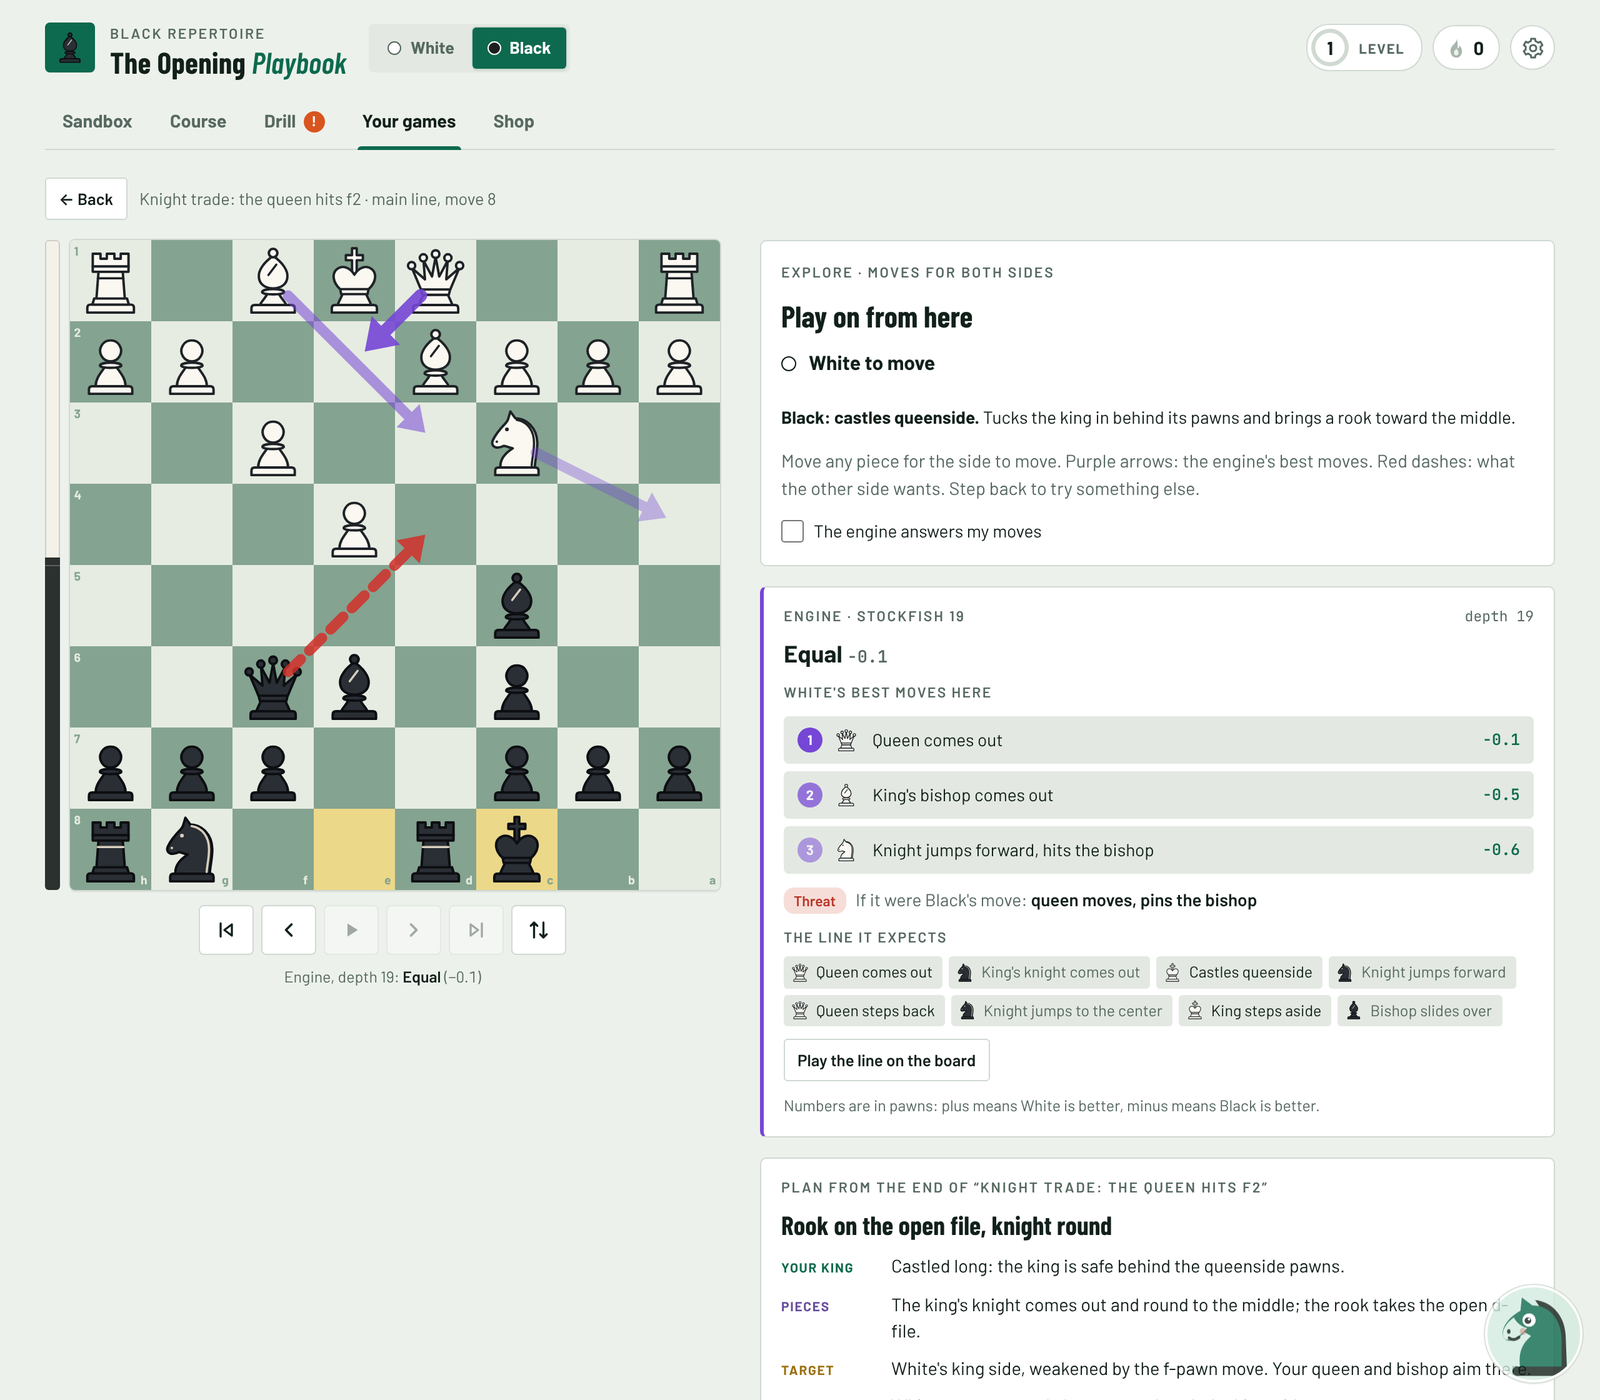 BLACK REPERTOIRE
The Opening Playbook
White
Black
1 LEVEL
0
Sandbox
Course
Drill !
Your games
Shop
← Back
Knight trade: the queen hits f2 · main line, move 8
1
2
3
4
5
6
7
8
h
g
f
e
d
c
b
a
Engine, depth 19: Equal (−0.1)
EXPLORE · MOVES FOR BOTH SIDES
Play on from here
White to move
Black: castles queenside. Tucks the king in behind its pawns and brings a rook toward the middle.
Move any piece for the side to move. Purple arrows: the engine's best moves. Red dashes: what
the other side wants. Step back to try something else.
The engine answers my moves
ENGINE · STOCKFISH 19
depth 19
Equal -0.1
WHITE'S BEST MOVES HERE
1 Queen comes out -0.1
2 King's bishop comes out -0.5
3 Knight jumps forward, hits the bishop -0.6
Threat If it were Black's move: queen moves, pins the bishop
THE LINE IT EXPECTS
Queen comes out King's knight comes out Castles queenside Knight jumps forward
Queen steps back Knight jumps to the center King steps aside Bishop slides over
Play the line on the board
Numbers are in pawns: plus means White is better, minus means Black is better.
PLAN FROM THE END OF “KNIGHT TRADE: THE QUEEN HITS F2”
Rook on the open file, knight round
YOUR KING Castled long: the king is safe behind the queenside pawns.
PIECES The king's knight comes out and round to the middle; the rook takes the open d-
file.
TARGET White's king side, weakened by the f-pawn move. Your queen and bishop aim there.